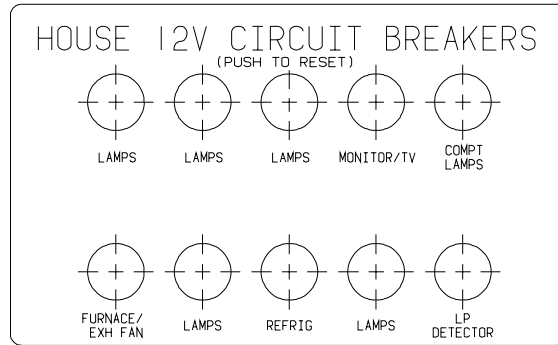 HOUSE 12V CIRCUIT BREAKERS
(PUSH TO RESET)
LAMPS
LAMPS
LAMPS
MONITOR/TV
COMPT
LAMPS
FURNACE/
EXH FAN
LAMPS
REFRIG
LAMPS
LP
DETECTOR